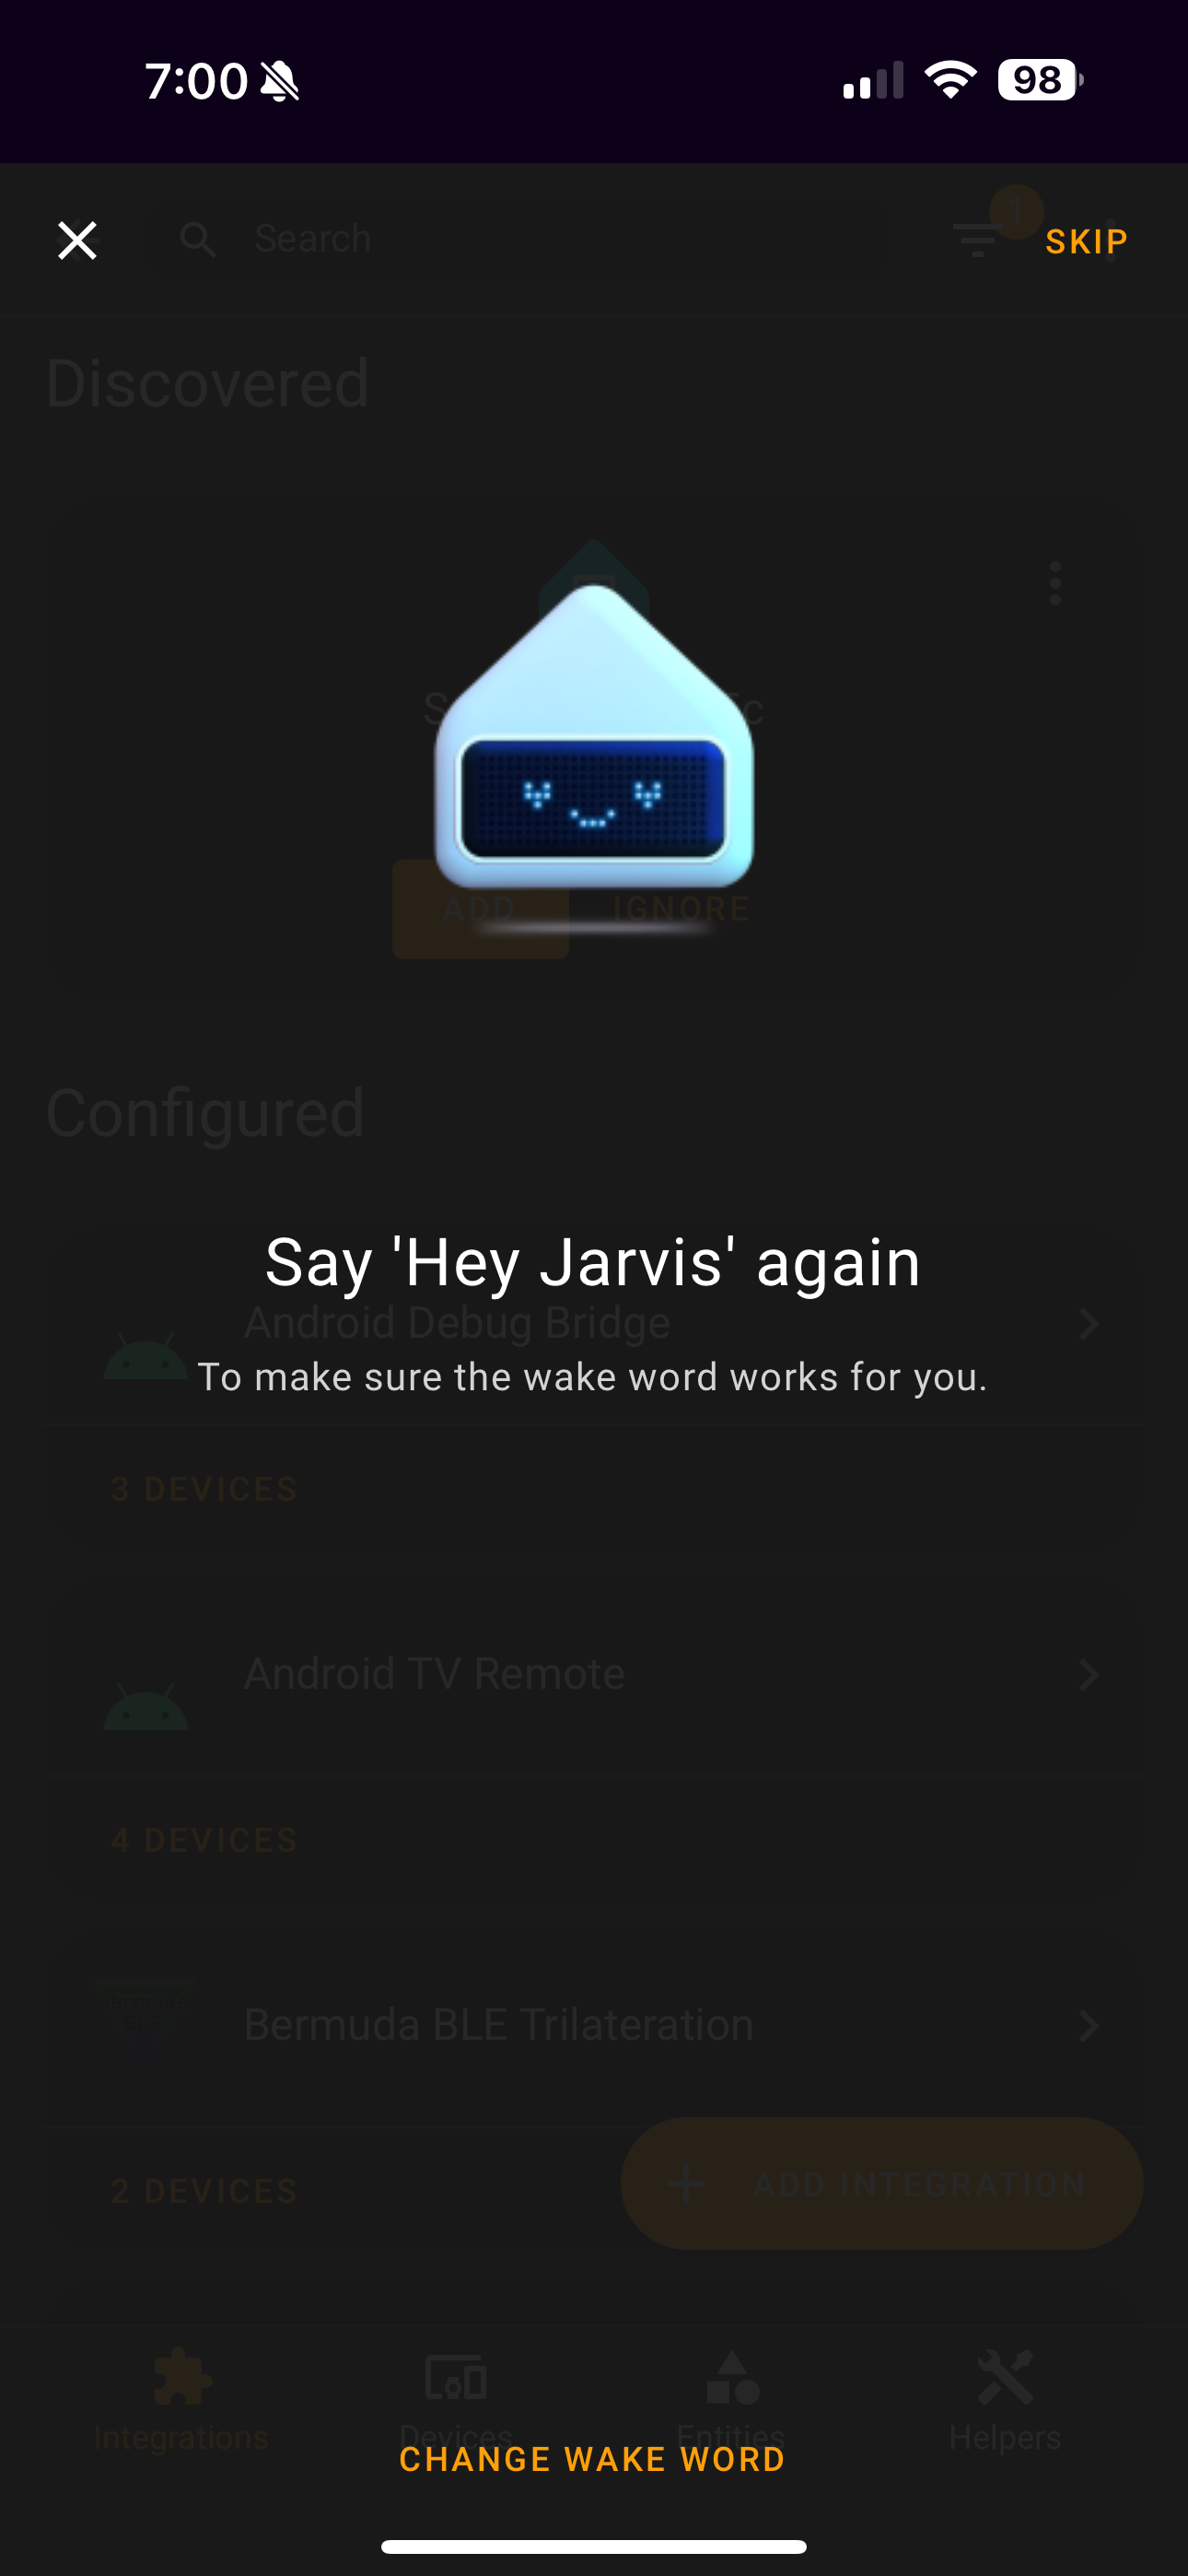 7:00
98
Search
1
SKIP
Discovered
ADD
IGNORE
Configured
Say 'Hey Jarvis' again
Android Debug Bridge
To make sure the wake word works for you.
3 DEVICES
Android TV Remote
4 DEVICES
Bermuda BLE Trilateration
2 DEVICES
ADD INTEGRATION
Integrations
Devices
Entities
Helpers
CHANGE WAKE WORD